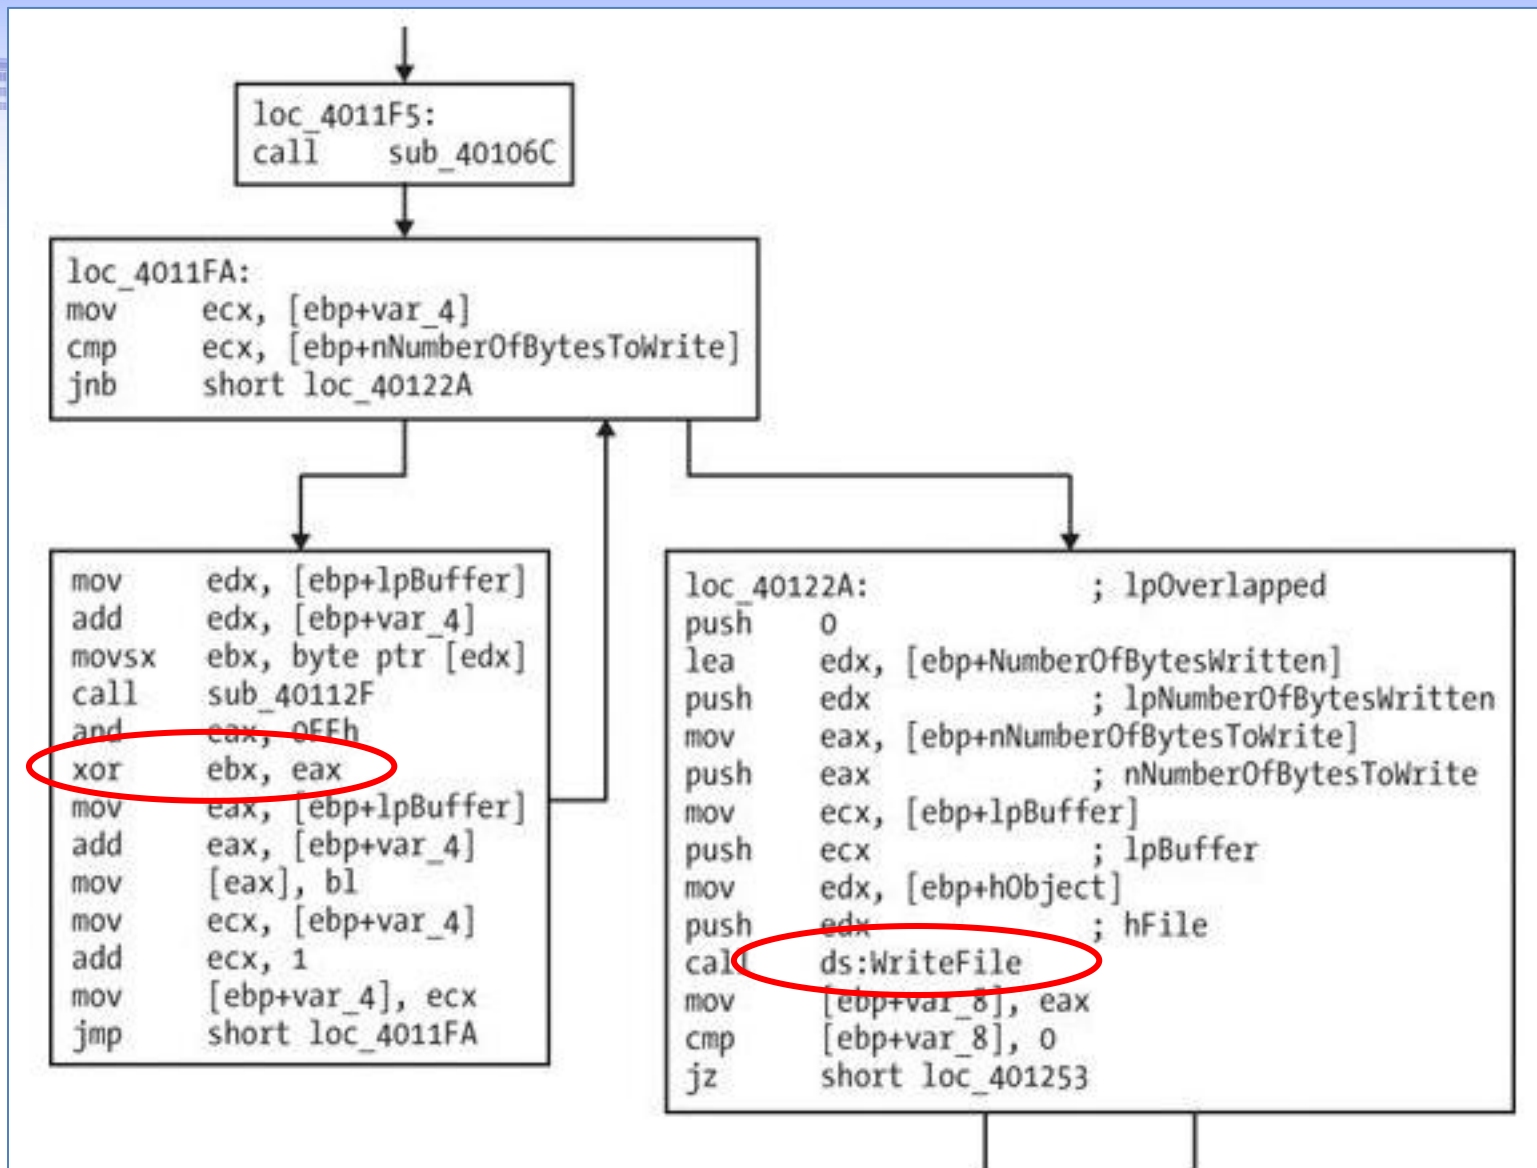 loc_4011F5:
call sub_40106C
loc_4011FA:
mov ecx, [ebp+var_4]
cmp ecx, [ebp+nNumberOfBytesToWrite]
jnb short loc_40122A
mov edx, [ebp+lpBuffer]
add edx, [ebp+var_4]
movsx ebx, byte ptr [edx]
call sub_40112F
and eax, 0FFh
xor ebx, eax
mov eax, [ebp+lpBuffer]
add eax, [ebp+var_4]
mov [eax], bl
mov ecx, [ebp+var_4]
add ecx, 1
mov [ebp+var_4], ecx
jmp short loc_4011FA
loc_40122A: ; lpOverlapped
push 0
lea edx, [ebp+NumberOfBytesWritten]
push edx ; lpNumberOfBytesWritten
mov eax, [ebp+nNumberOfBytesToWrite]
push eax ; nNumberOfBytesToWrite
mov ecx, [ebp+lpBuffer]
push ecx ; lpBuffer
mov edx, [ebp+hObject]
push edx ; hFile
call ds:WriteFile
mov [ebp+var_8], eax
cmp [ebp+var_8], 0
jz short loc_401253